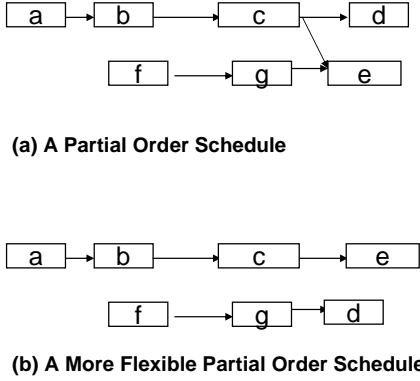 a b c d
f g e
(a) A Partial Order Schedule
a b c e
f g d
(b) A More Flexible Partial Order Schedule